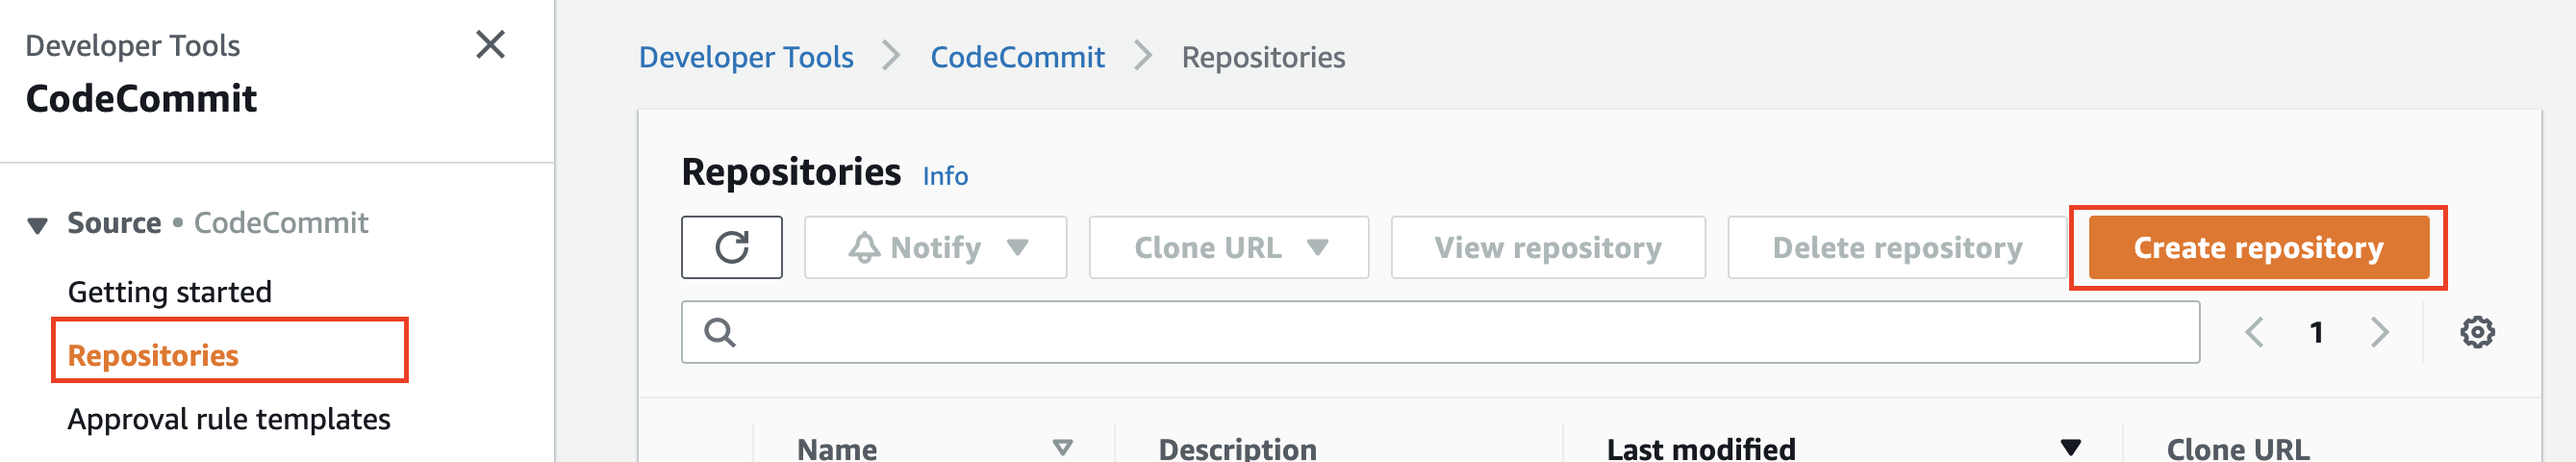 Developer Tools
CodeCommit
Source • CodeCommit
Getting started
Repositories
Approval rule templates
Developer Tools > CodeCommit > Repositories
Repositories Info
Notify Clone URL View repository Delete repository Create repository
1
Name Description Last modified Clone URL